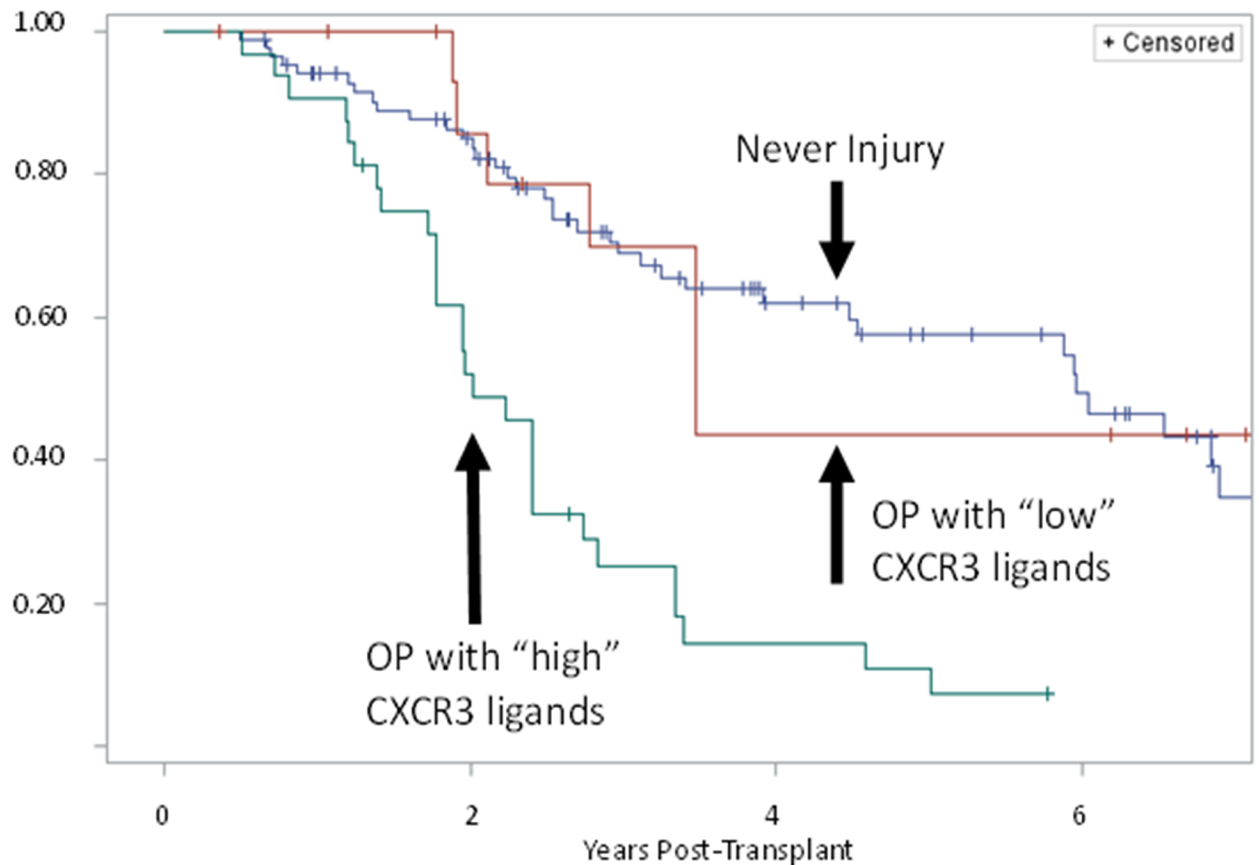 1.00
+ Censored
Never Injury
0.80
0.60
0.40
OP with “low”
CXCR3 ligands
0.20
OP with “high”
CXCR3 ligands
0
2
4
6
Years Post-Transplant